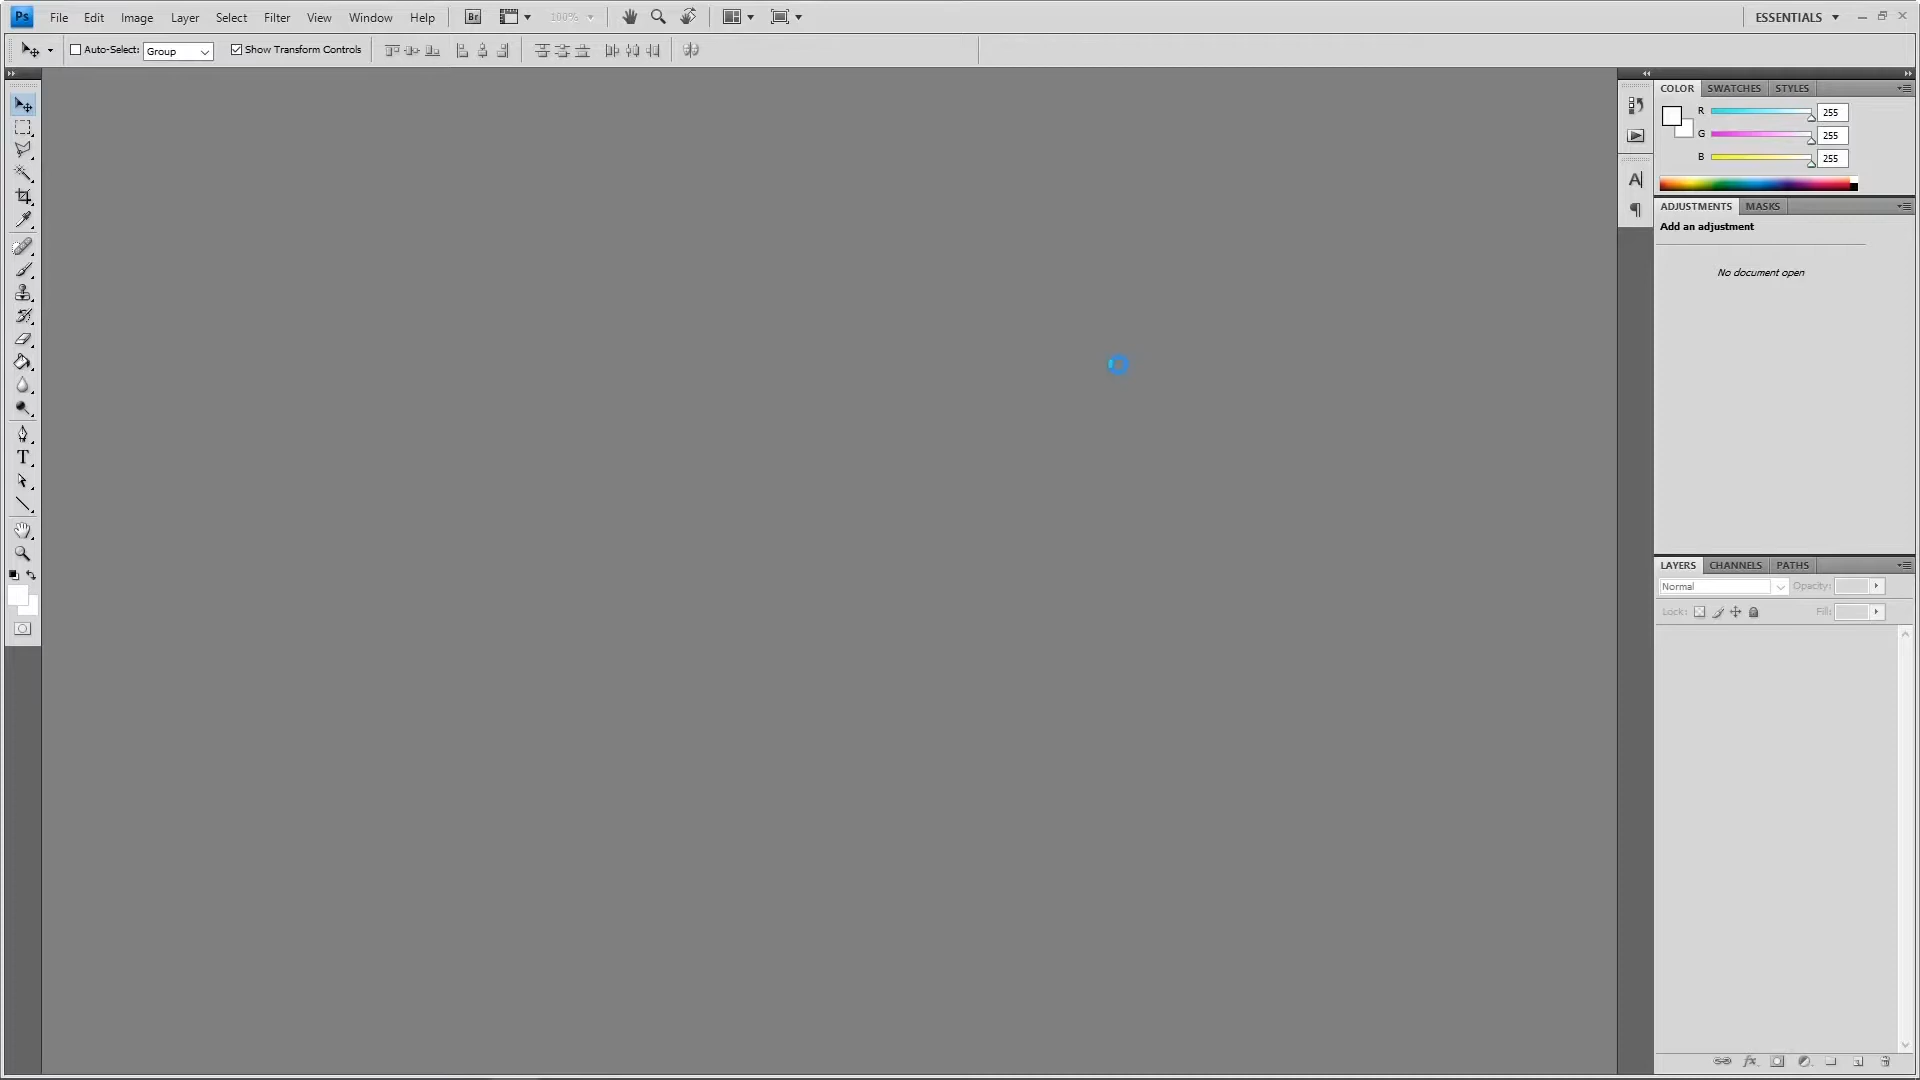 Ps File Edit Image Layer Select Filter View Window Help Br 100% ESSENTIALS
Auto-Select: Group Show Transform Controls
COLOR SWATCHES STYLES
R 255
G 255
B 255
A
ADJUSTMENTS MASKS
Add an adjustment
No document open
T
LAYERS CHANNELS PATHS
Normal Opacity:
Lock: Fill:
fx